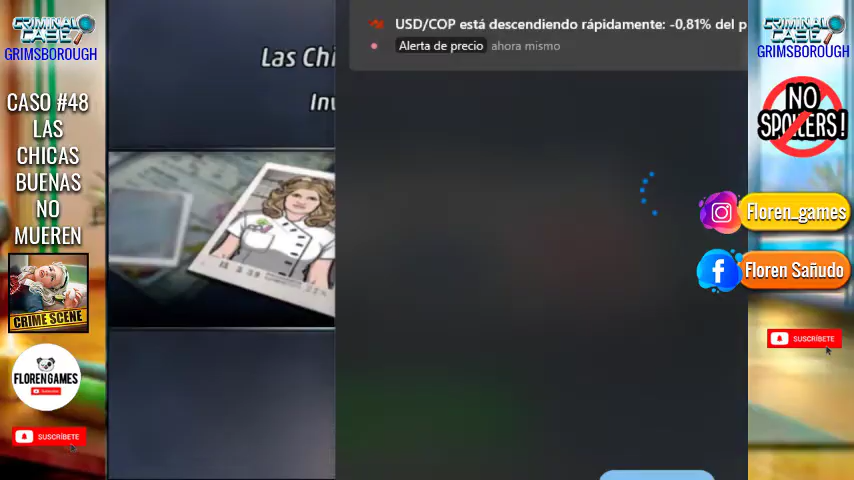 CRIMINAL
CASE
GRIMSBOROUGH
CASO #48
LAS
CHICAS
BUENAS
NO
MUEREN
CRIME SCENE
FLOREN GAMES
SUSCRÍBETE
Las Chi
Inv
USD/COP está descendiendo rápidamente: -0,81% del p
Alerta de precio ahora mismo
CRIMINAL
CASE
GRIMSBOROUGH
NO
SPOILERS!
Floren_games
Floren Sañudo
SUSCRÍBETE